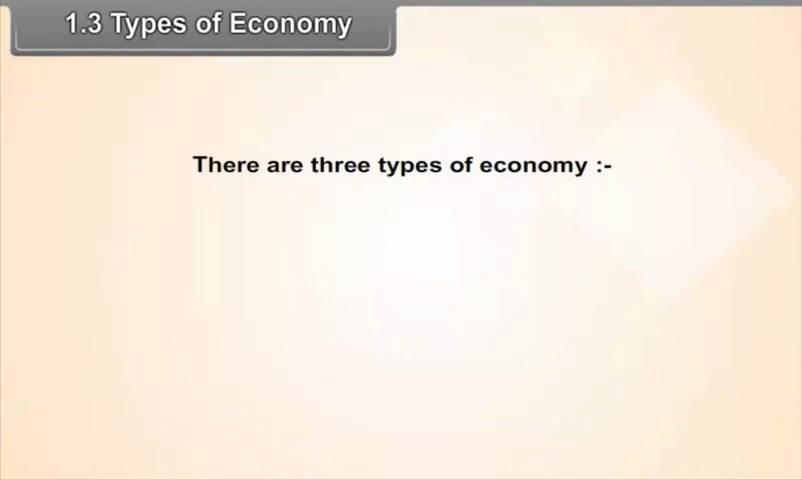 1.3 Types of Economy
There are three types of economy :-